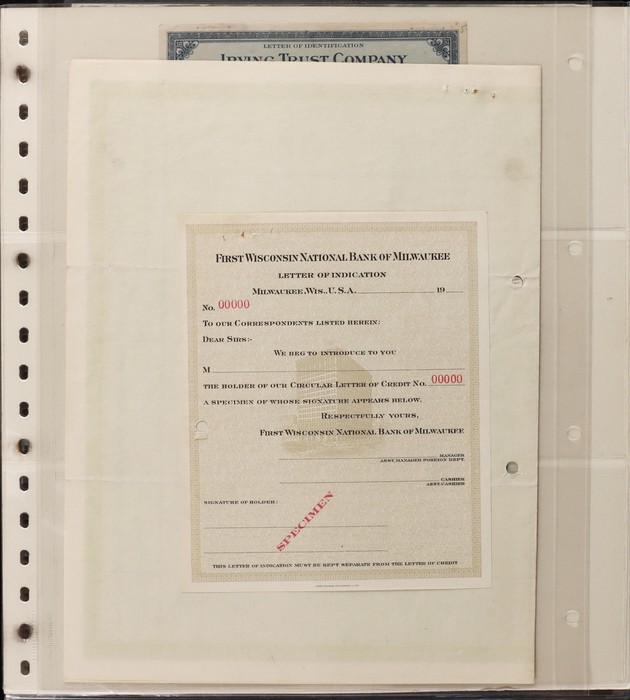 LETTER OF IDENTIFICATION
IRVING TRUST COMPANY
FIRST WISCONSIN NATIONAL BANK OF MILWAUKEE
LETTER OF INDICATION
MILWAUKEE, WIS., U. S. A. 19
No. 00000
TO OUR CORRESPONDENTS LISTED HEREIN:
DEAR SIRS:-
WE BEG TO INTRODUCE TO YOU
M
THE HOLDER OF OUR CIRCULAR LETTER OF CREDIT NO. 00000
A SPECIMEN OF WHOSE SIGNATURE APPEARS BELOW.
RESPECTFULLY YOURS,
FIRST WISCONSIN NATIONAL BANK OF MILWAUKEE
MANAGER
ASST. MANAGER FOREIGN DEPT.
CASHIER
ASST. CASHIER
SIGNATURE OF HOLDER:
SPECIMEN
THIS LETTER OF INDICATION MUST BE KEPT SEPARATE FROM THE LETTER OF CREDIT